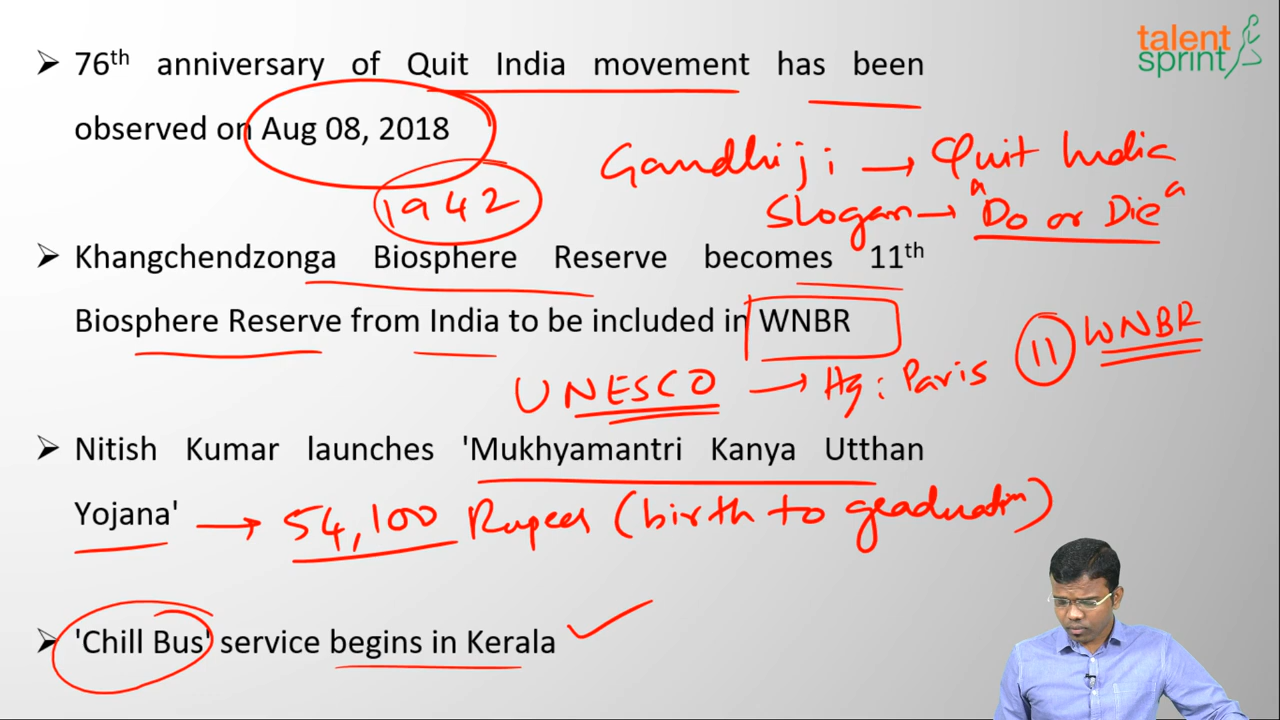 talent
sprint
➢ 76th anniversary of Quit India movement has been
observed on Aug 08, 2018
1942
Gandhiji → Quit India
Slogan → "Do or Die"
➢ Khangchendzonga Biosphere Reserve becomes 11th
Biosphere Reserve from India to be included in WNBR
11 WNBR
UNESCO → Hq: Paris
➢ Nitish Kumar launches 'Mukhyamantri Kanya Utthan
Yojana' → 54,100 Rupees (birth to graduation)
➢ 'Chill Bus' service begins in Kerala